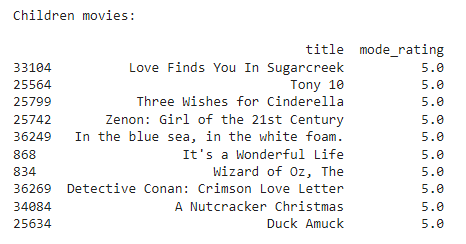 Children movies:
title mode_rating
33104 Love Finds You In Sugarcreek 5.0
25564 Tony 10 5.0
25799 Three Wishes for Cinderella 5.0
25742 Zenon: Girl of the 21st Century 5.0
36249 In the blue sea, in the white foam. 5.0
868 It's a Wonderful Life 5.0
834 Wizard of Oz, The 5.0
36269 Detective Conan: Crimson Love Letter 5.0
34084 A Nutcracker Christmas 5.0
25634 Duck Amuck 5.0